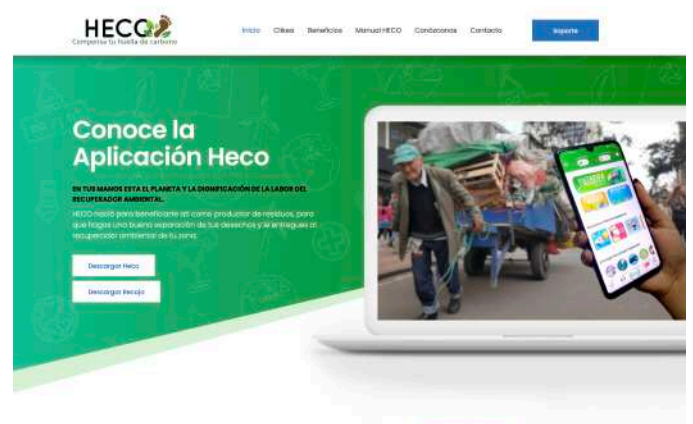 HECO
Compensa tu huella de carbono
Inicio
Beneficios
Manual HECO
Conózcanos
Contacto
Soporte
Conoce la
Aplicación Heco
EN TUS MANOS ESTA EL PLANETA Y LA DIGNIFICACIÓN DE LA LABOR DEL
RECUPERADOR AMBIENTAL.
HECO nació para beneficiarte así como productor de residuos, para
que hagas una buena separación de tus desechos y le entregues al
recuperador ambiental de tu zona.
Descargar Heco
Descargar Recojo